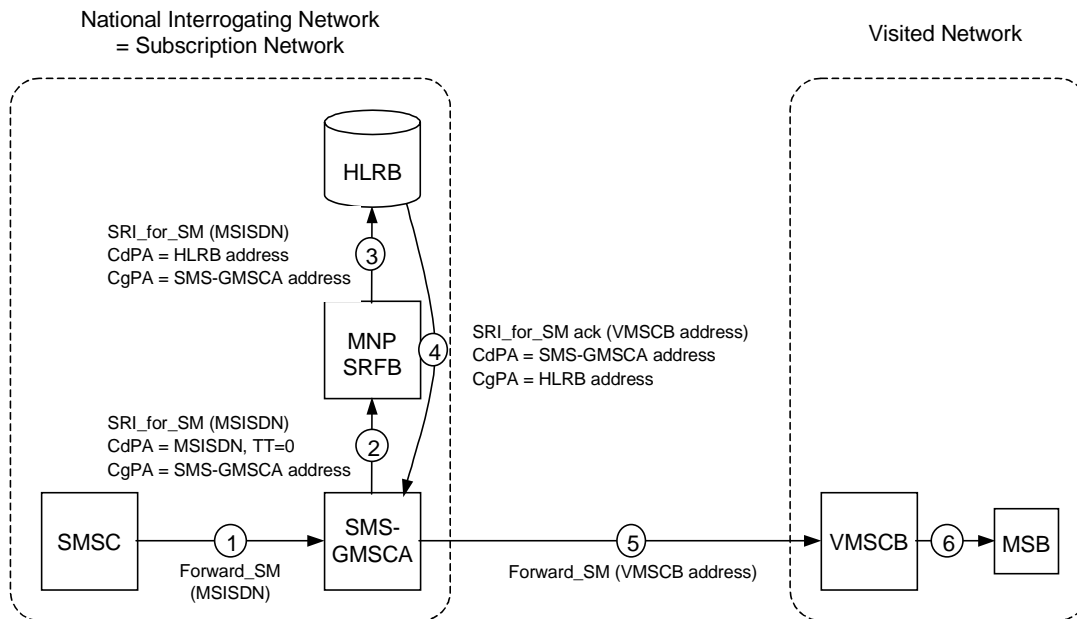 National Interrogating Network
= Subscription Network
Visited Network
HLRB
SRI_for_SM (MSISDN)
CdPA = HLRB address
CgPA = SMS-GMSCA address
3
MNP
SRFB
4
SRI_for_SM ack (VMSCB address)
CdPA = SMS-GMSCA address
CgPA = HLRB address
SRI_for_SM (MSISDN)
CdPA = MSISDN, TT=0
CgPA = SMS-GMSCA address
2
SMSC
1
Forward_SM
(MSISDN)
SMS-
GMSCA
5
Forward_SM (VMSCB address)
VMSCB
6
MSB